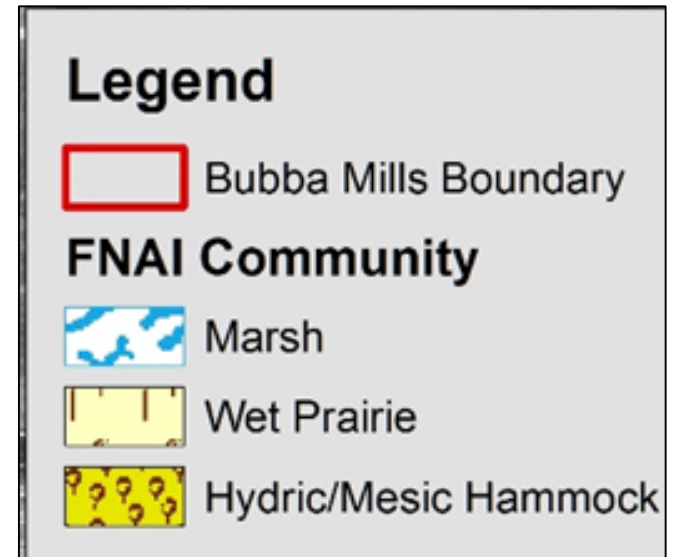 Legend
Bubba Mills Boundary
FNAI Community
Marsh
Wet Prairie
Hydric/Mesic Hammock